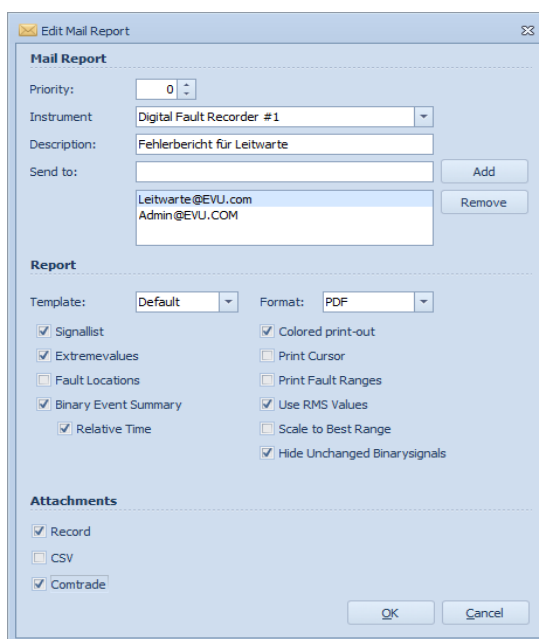 Edit Mail Report
Mail Report
Priority: 0
Instrument Digital Fault Recorder #1
Description: Fehlerbericht für Leitwarte
Send to: Add
Leitwarte@EVU.com Remove
Admin@EVU.COM
Report
Template: Default Format: PDF
Signallist Colored print-out
Extremevalues Print Cursor
Fault Locations Print Fault Ranges
Binary Event Summary Use RMS Values
Relative Time Scale to Best Range
Hide Unchanged Binarysignals
Attachments
Record
CSV
Comtrade
OK Cancel